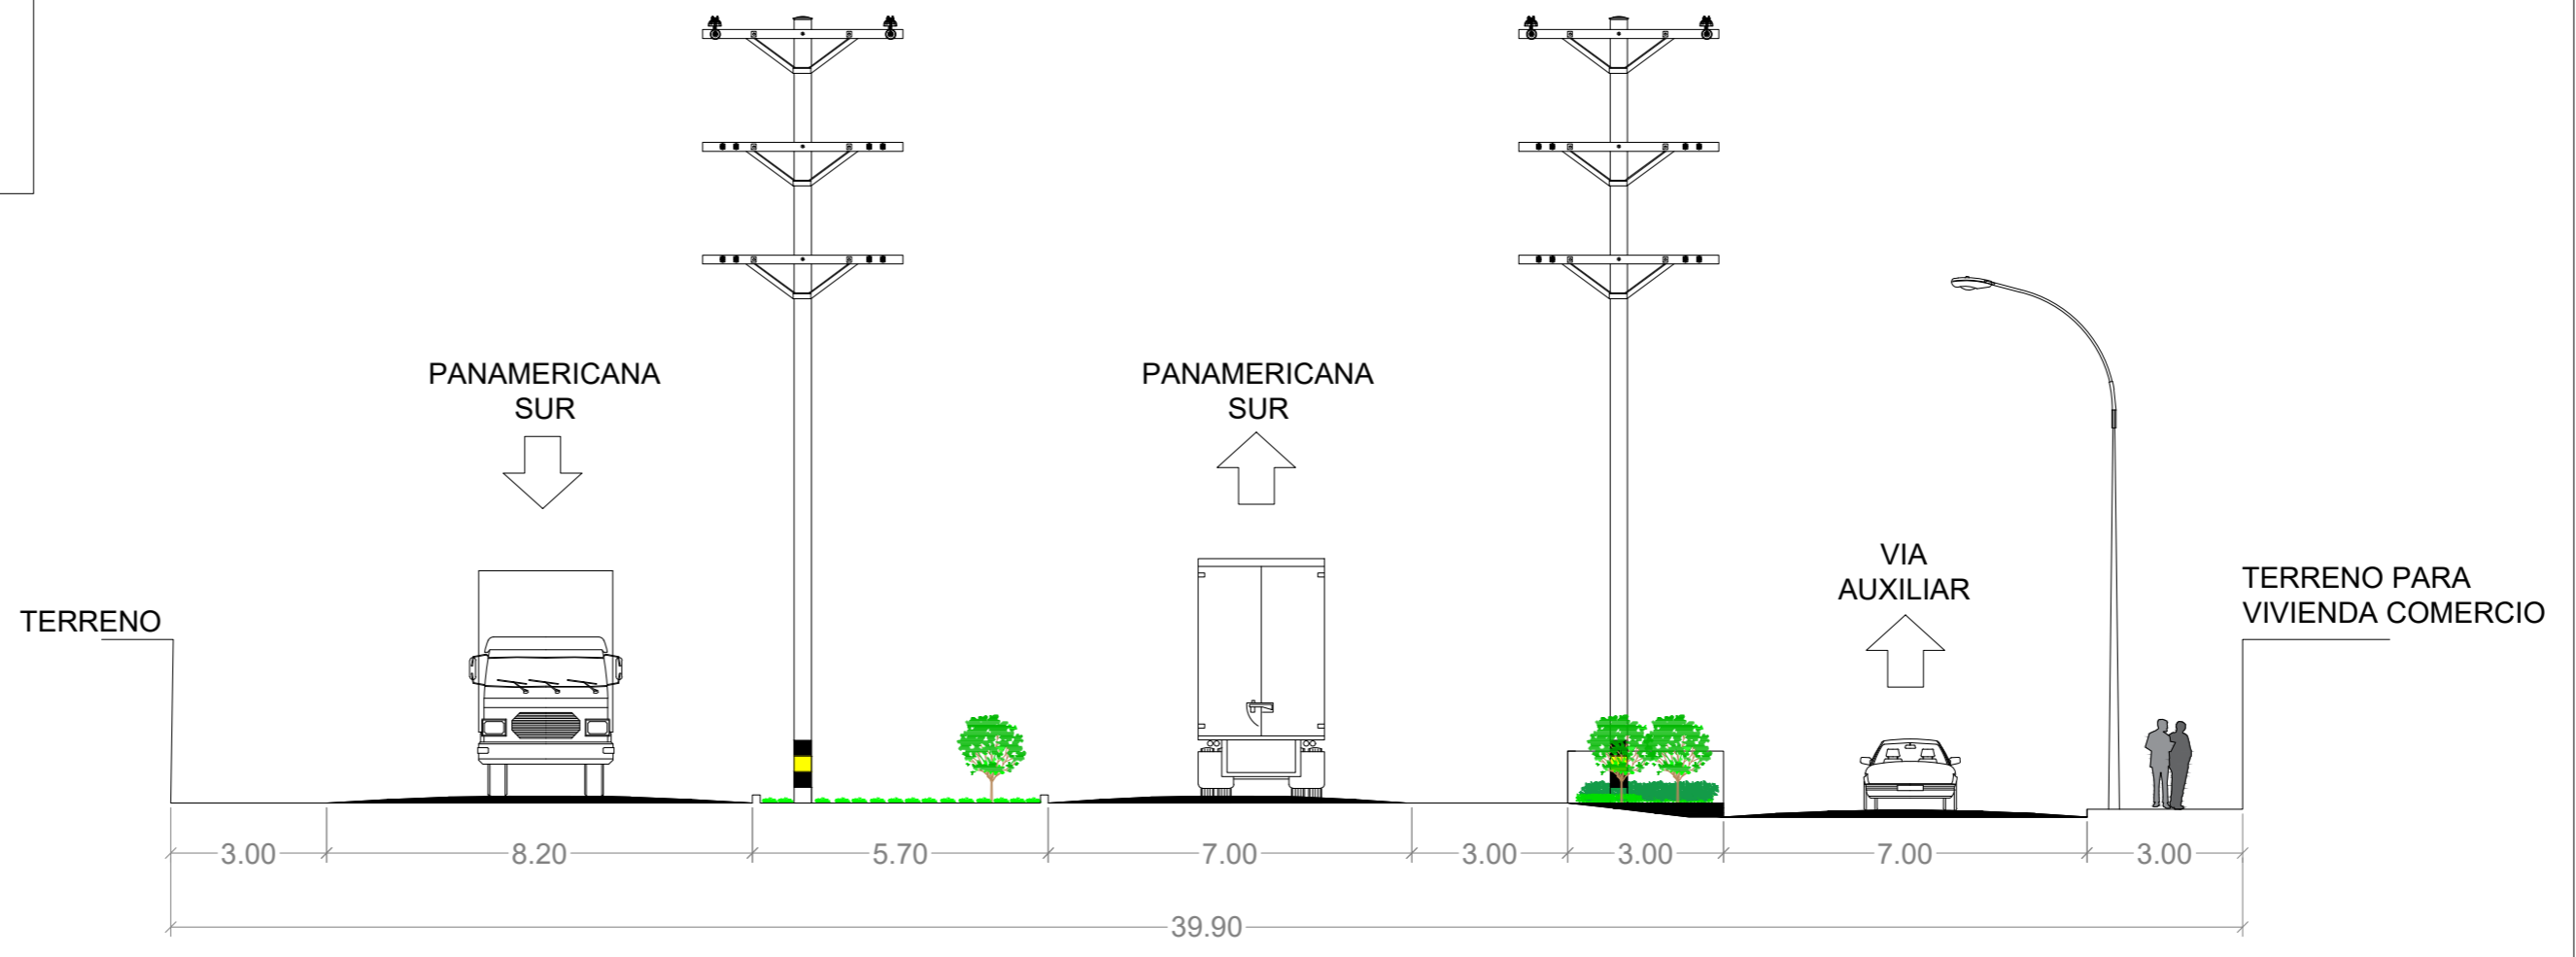 PANAMERICANA
SUR
PANAMERICANA
SUR
VIA
AUXILIAR
TERRENO
TERRENO PARA
VIVIENDA COMERCIO
3.00
8.20
5.70
7.00
3.00
3.00
7.00
3.00
39.90